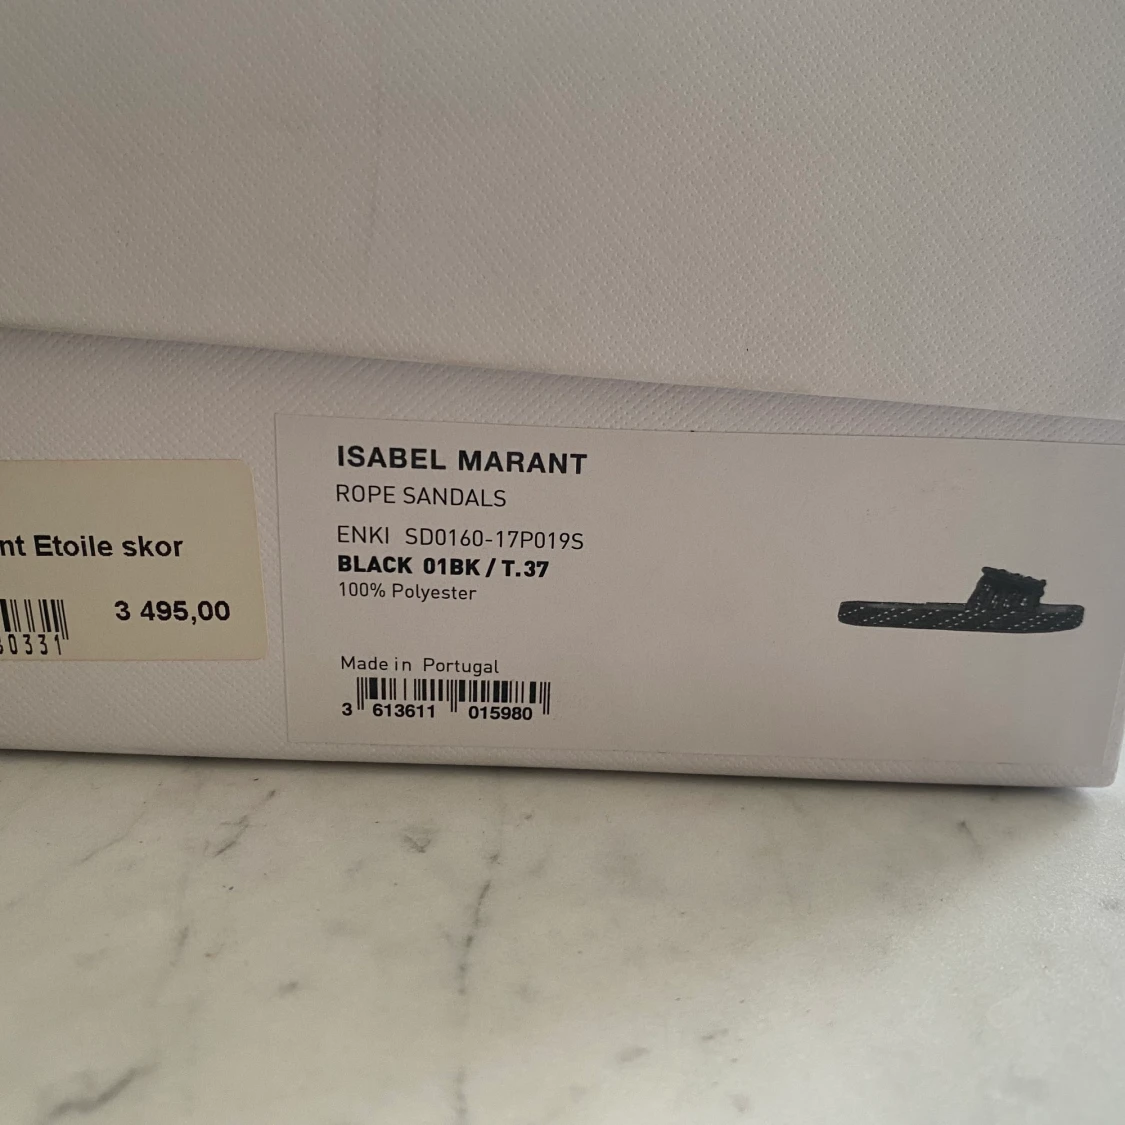 nt Etoile skor
3 495,00
0331
ISABEL MARANT
ROPE SANDALS
ENKI SD0160-17P019S
BLACK 01BK / T.37
100% Polyester
Made in Portugal
3 613611 015980